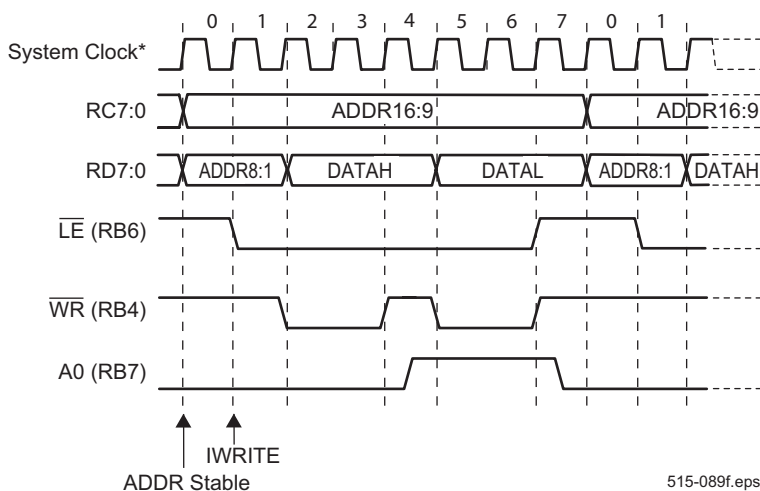 0 1 2 3 4 5 6 7 0 1
System Clock*
RC7:0 ADDR16:9 ADDR16:9
RD7:0 ADDR8:1 DATAH DATAL ADDR8:1 DATAH
LE (RB6)
WR (RB4)
A0 (RB7)
IWRITE
ADDR Stable
515-089f.eps